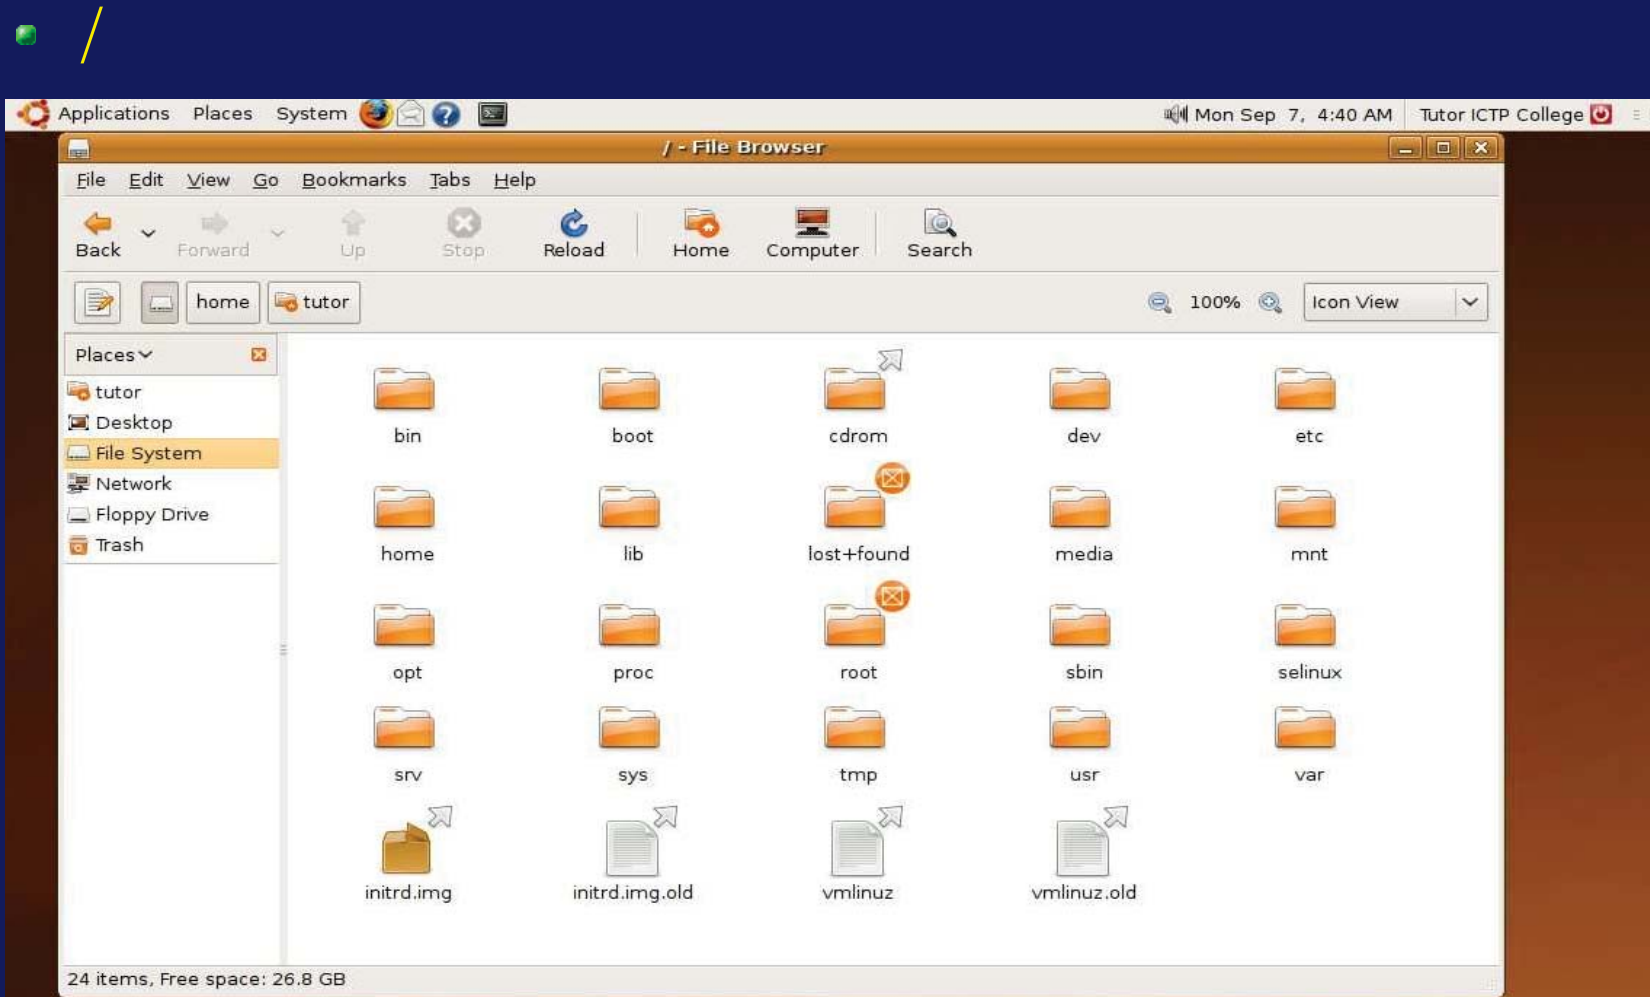 /
Applications Places System Mon Sep 7, 4:40 AM Tutor ICTP College
/ - File Browser
File Edit View Go Bookmarks Tabs Help
Back Forward Up Stop Reload Home Computer Search
home tutor 100% Icon View
Places
tutor
Desktop
File System
Network
Floppy Drive
Trash
bin boot cdrom dev etc
home lib lost+found media mnt
opt proc root sbin selinux
srv sys tmp usr var
initrd.img initrd.img.old vmlinuz vmlinuz.old
24 items, Free space: 26.8 GB